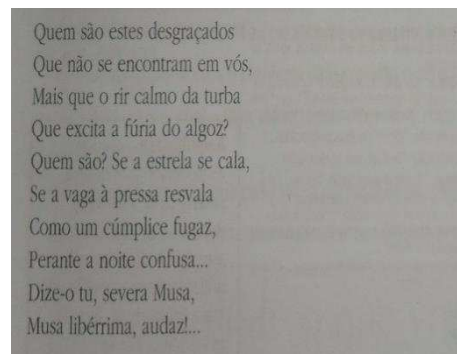 Quem são estes desgraçados
Que não se encontram em vós,
Mais que o rir calmo da turba
Que excita a fúria do algoz?
Quem são? Se a estrela se cala,
Se a vaga à pressa resvala
Como um cúmplice fugaz,
Perante a noite confusa...
Dize-o tu, severa Musa,
Musa libérrima, audaz!...